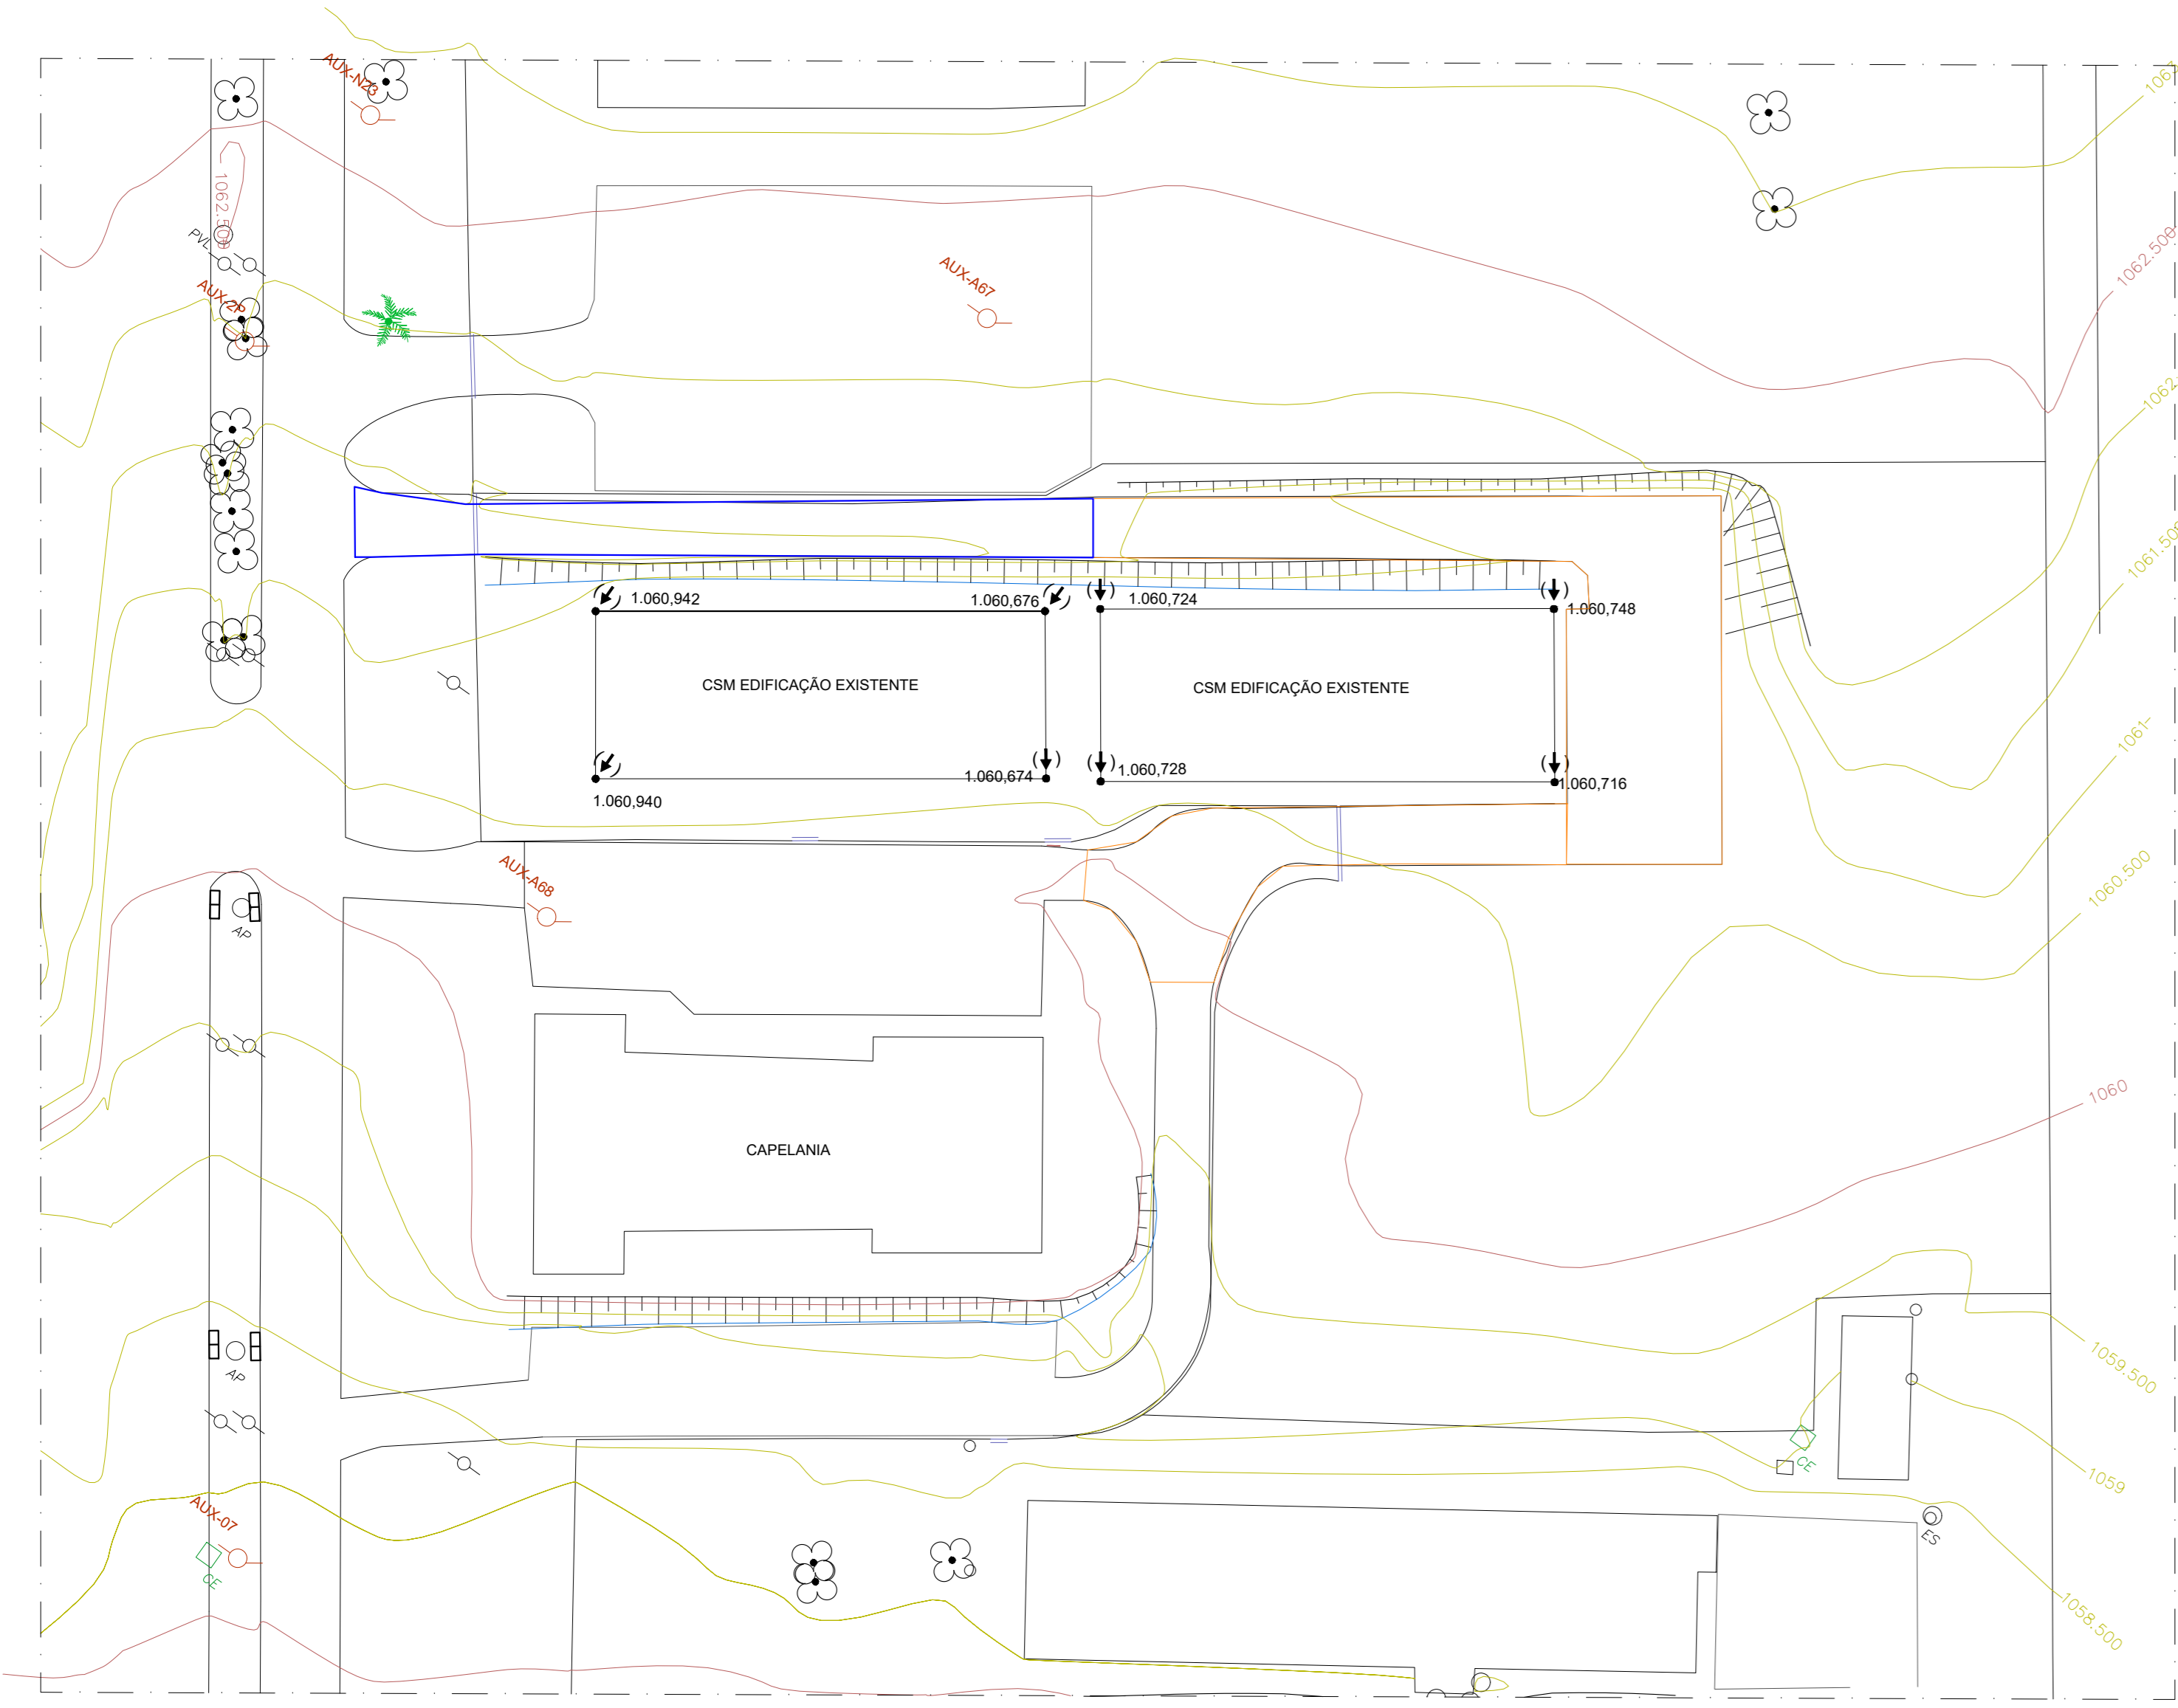 AUX-N23
1063
1062.500
PVL
1062.500
AUX-A67
AUX-2P
1062
1061.500
1.060,942
1.060,676
1.060,724
1.060,748
CSM EDIFICAÇÃO EXISTENTE
CSM EDIFICAÇÃO EXISTENTE
1061
1.060,674
1.060,728
1.060,716
1.060,940
AUX-A68
1060.500
AP
1060
CAPELANIA
1059.500
AP
CE
1059
AUX-07
ES
CE
1058.500